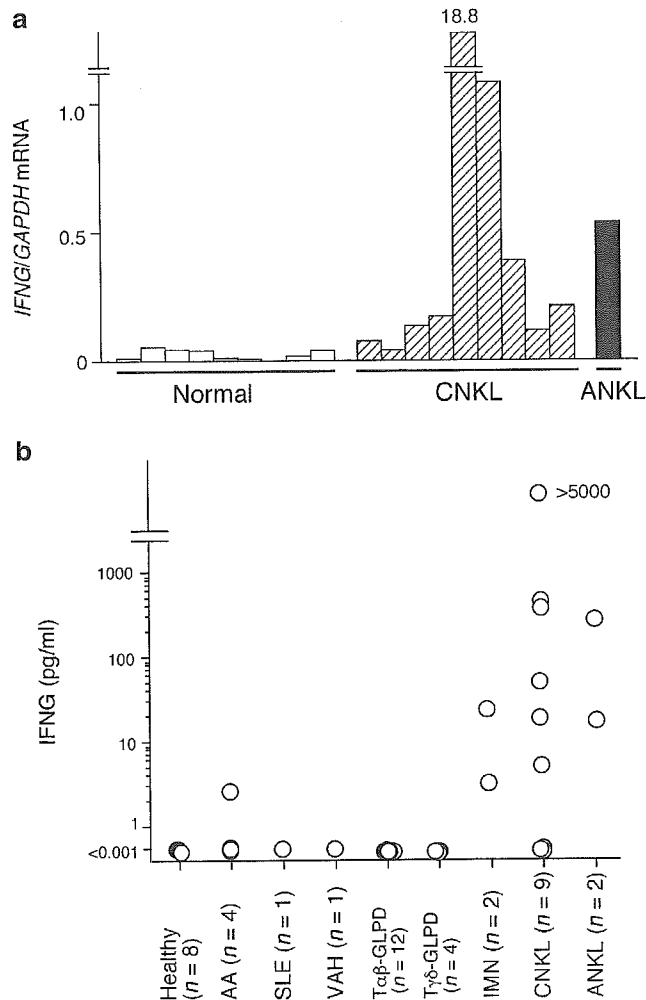 a
18.8
1.0
0.5
0
IFNG/GAPDH mRNA
Normal
CNKL
ANKL
b
>5000
1000
100
10
1
<0.001
IFNG (pg/ml)
Healthy
(n = 8)
AA (n = 4)
SLE (n = 1)
VAH (n = 1)
Tαβ-GLPD
(n = 12)
Tγδ-GLPD
(n = 4)
IMN (n = 2)
CNKL (n = 9)
ANKL (n = 2)